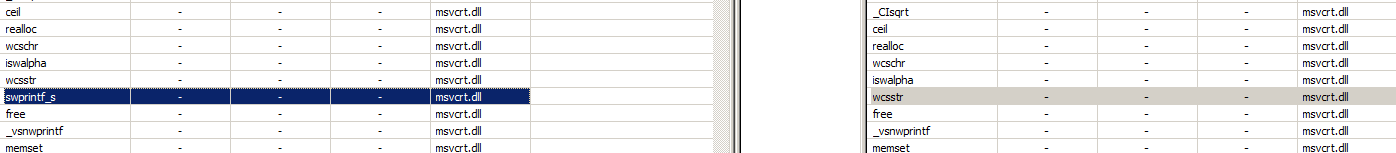 ceil - - - msvcrt.dll
realloc - - - msvcrt.dll
wcschr - - - msvcrt.dll
iswalpha - - - msvcrt.dll
wcsstr - - - msvcrt.dll
swprintf_s - - - msvcrt.dll
free - - - msvcrt.dll
_vsnwprintf - - - msvcrt.dll
memset - - - msvcrt.dll
_CIsqrt - - - msvcrt.dll
ceil - - - msvcrt.dll
realloc - - - msvcrt.dll
wcschr - - - msvcrt.dll
iswalpha - - - msvcrt.dll
wcsstr - - - msvcrt.dll
free - - - msvcrt.dll
_vsnwprintf - - - msvcrt.dll
memset - - - msvcrt.dll